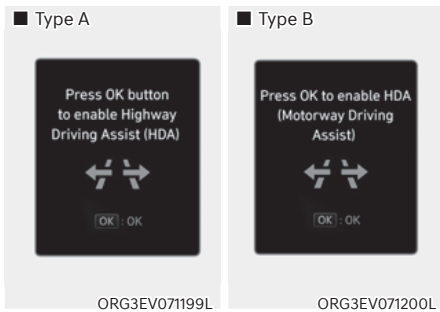 ■ Type A
Press OK button
to enable Highway
Driving Assist (HDA)
OK : OK
ORG3EV071199L
■ Type B
Press OK to enable HDA
(Motorway Driving
Assist)
OK : OK
ORG3EV071200L